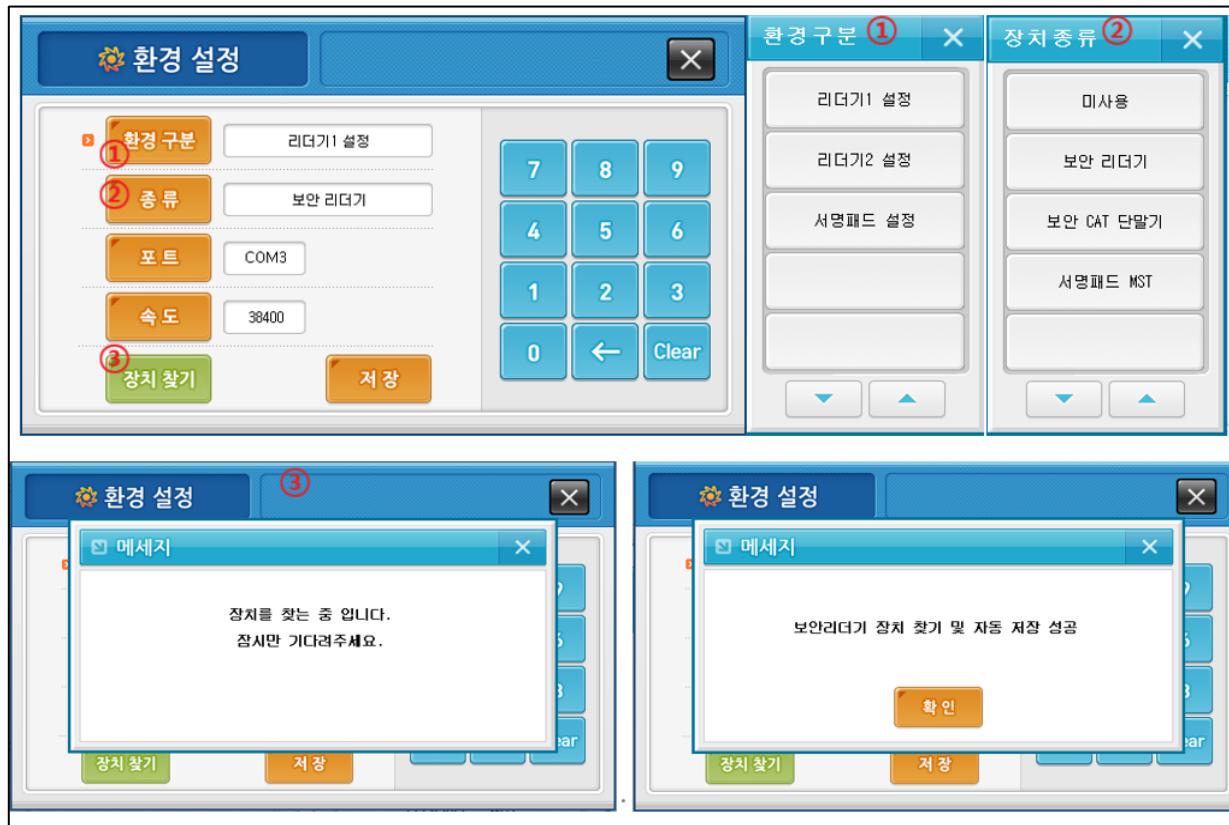 환경 설정
① 환경 구분 리더기1 설정
② 종 류 보안 리더기
포 트 COM3
속 도 38400
③ 장치 찾기 저 장
7 8 9
4 5 6
1 2 3
0 ← Clear
환경구분 ①
리더기1 설정
리더기2 설정
서명패드 설정
장치종류 ②
미사용
보안 리더기
보안 CAT 단말기
서명패드 MST
환경 설정 ③
메세지
장치를 찾는 중 입니다.
잠시만 기다려주세요.
장치 찾기 저 장
환경 설정
메세지
보안리더기 장치 찾기 및 자동 저장 성공
확 인
장치 찾기 저 장